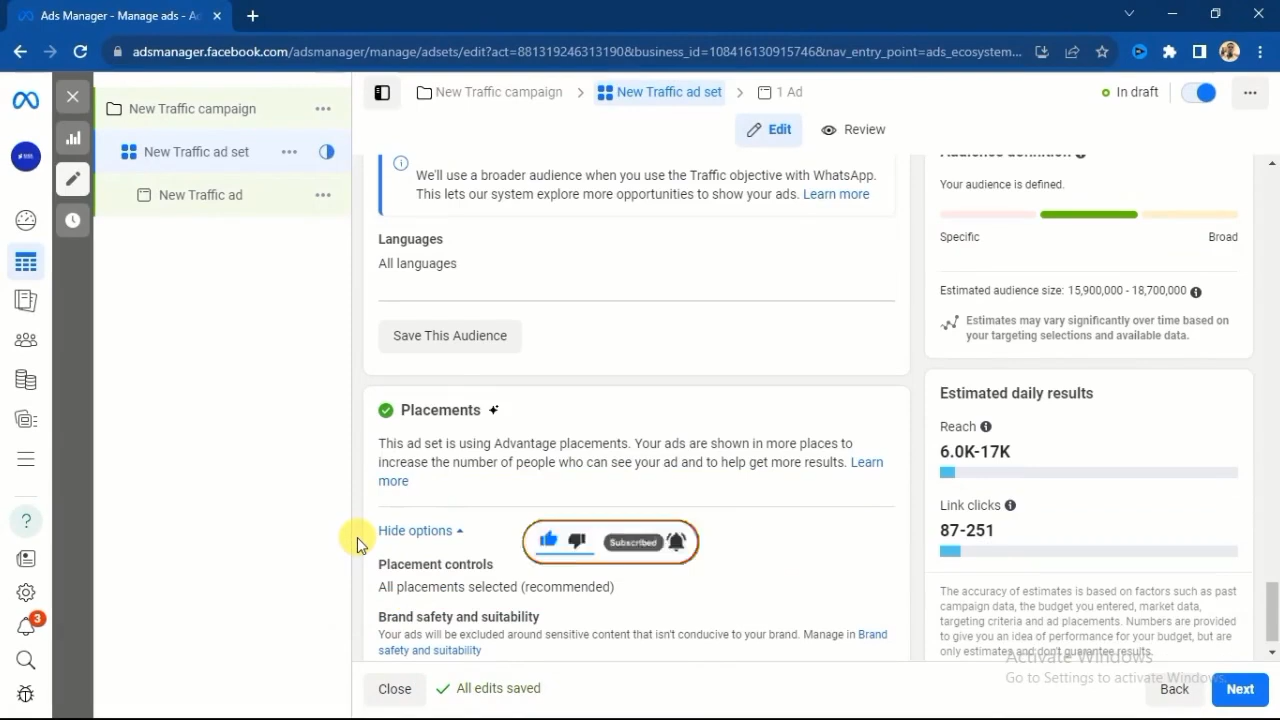 Ads Manager - Manage ads - A
adsmanager.facebook.com/adsmanager/manage/adsets/edit?act=8813192463131908&business_id=10841613091574​6&nav_entry_point=ads_ecosystem...
New Traffic campaign
New Traffic ad set
New Traffic ad
3
New Traffic campaign > New Traffic ad set > 1 Ad
In draft
Edit
Review
We'll use a broader audience when you use the Traffic objective with WhatsApp.
This lets our system explore more opportunities to show your ads. Learn more
Languages
All languages
Save This Audience
Placements
This ad set is using Advantage placements. Your ads are shown in more places to
increase the number of people who can see your ad and to help get more results. Learn
more
Hide options
Subscribed
Placement controls
All placements selected (recommended)
Brand safety and suitability
Your ads will be excluded around sensitive content that isn't conducive to your brand. Manage in Brand
safety and suitability
Audience definition
Your audience is defined.
Specific
Broad
Estimated audience size: 15,900,000 - 18,700,000
Estimates may vary significantly over time based on
your targeting selections and available data.
Estimated daily results
Reach
6.0K-17K
Link clicks
87-251
The accuracy of estimates is based on factors such as past
campaign data, the budget you entered, market data,
targeting criteria and ad placements. Numbers are provided
to give you an idea of performance for your budget, but are
only estimates and don't guarantee results.
Activate Windows
Go to Settings to activate Windows.
Close
All edits saved
Back
Next